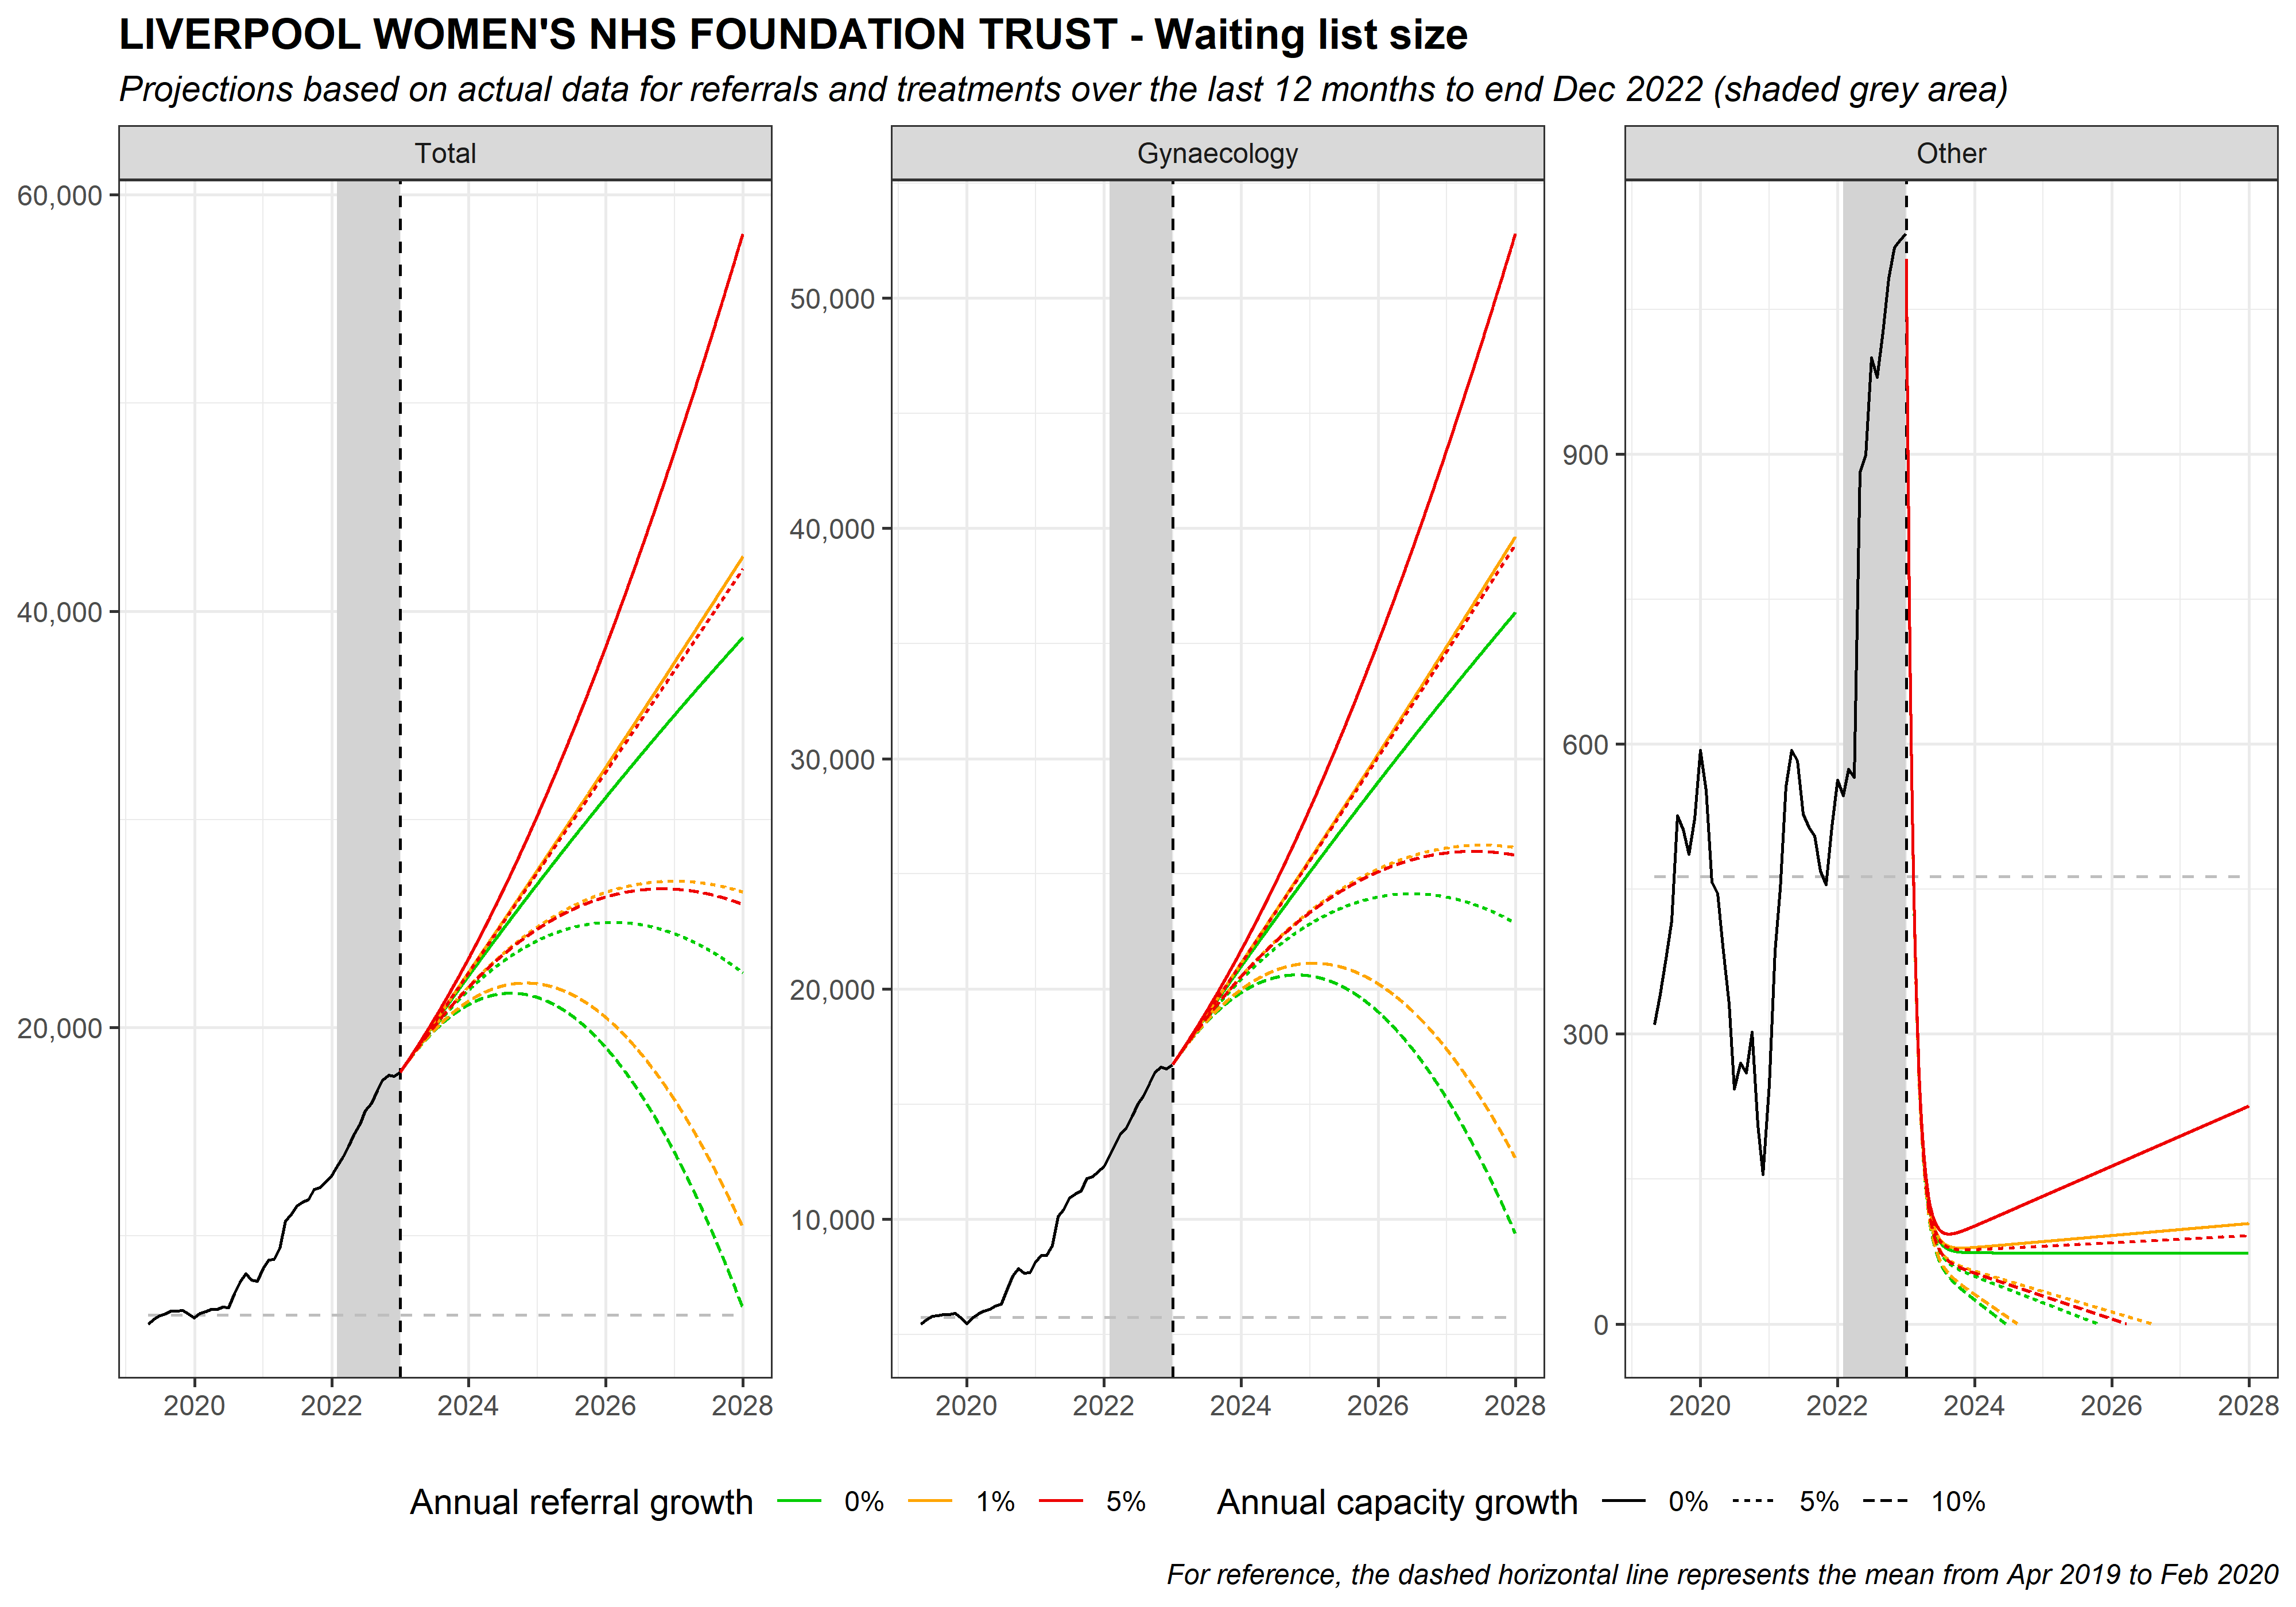 LIVERPOOL WOMEN'S NHS FOUNDATION TRUST - Waiting list size
Projections based on actual data for referrals and treatments over the last 12 months to end Dec 2022 (shaded grey area)
Total
60,000
40,000
20,000
2020 2022 2024 2026 2028
Gynaecology
50,000
40,000
30,000
20,000
10,000
2020 2022 2024 2026 2028
Other
900
600
300
0
2020 2022 2024 2026 2028
Annual referral growth 0% 1% 5% Annual capacity growth 0% 5% 10%
For reference, the dashed horizontal line represents the mean from Apr 2019 to Feb 2020